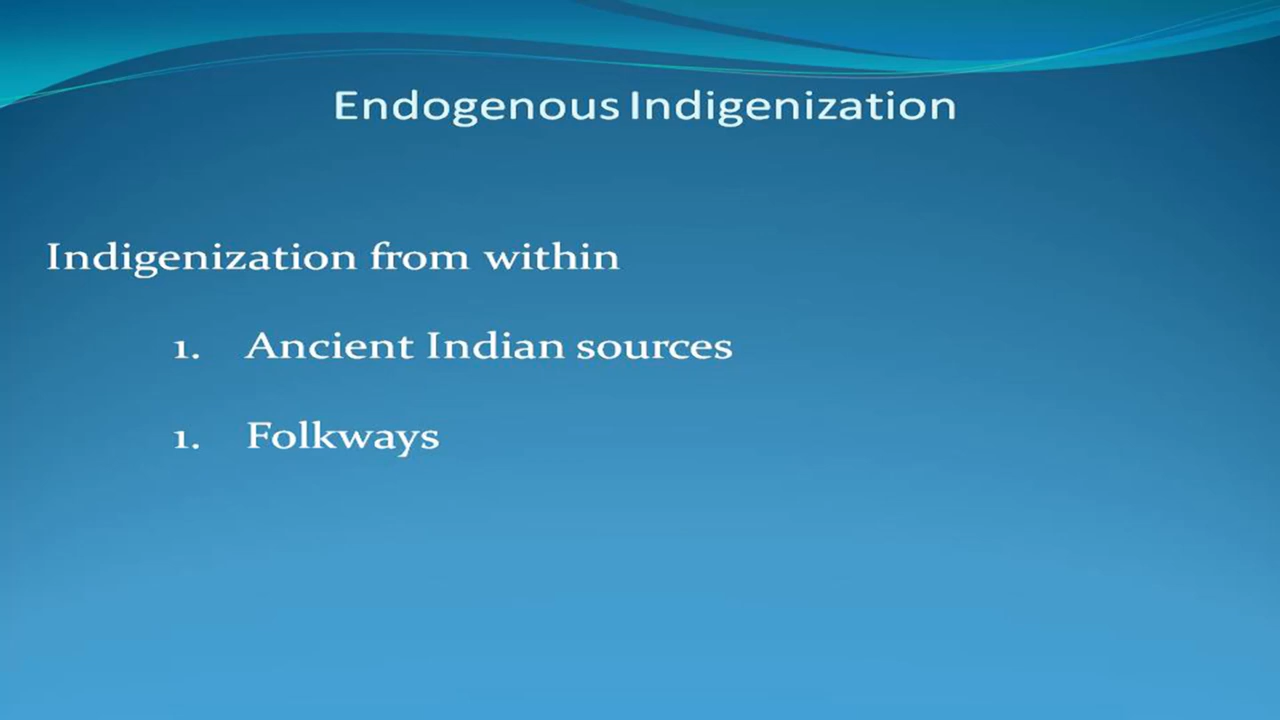 Endogenous Indigenization
Indigenization from within
1. Ancient Indian sources
1. Folkways